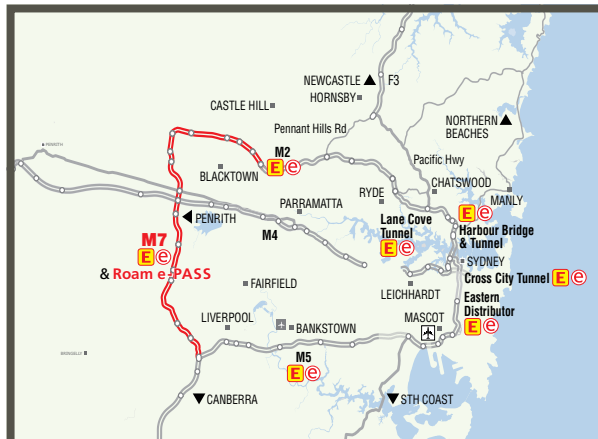 NEWCASTLE
F3
HORNSBY
CASTLE HILL
NORTHERN
BEACHES
Pennant Hills Rd
PENRITH
M2
E e
Pacific Hwy
BLACKTOWN
CHATSWOOD
RYDE
MANLY
PARRAMATTA
E e
Lane Cove
Tunnel
E e
Harbour Bridge
& Tunnel
PENRITH
M4
M7
E e
& Roam e-PASS
SYDNEY
Cross City Tunnel E e
FAIRFIELD
LEICHHARDT
Eastern
Distributor
E e
LIVERPOOL
BANKSTOWN
MASCOT
M5
E e
BRINGELLY
CANBERRA
STH COAST